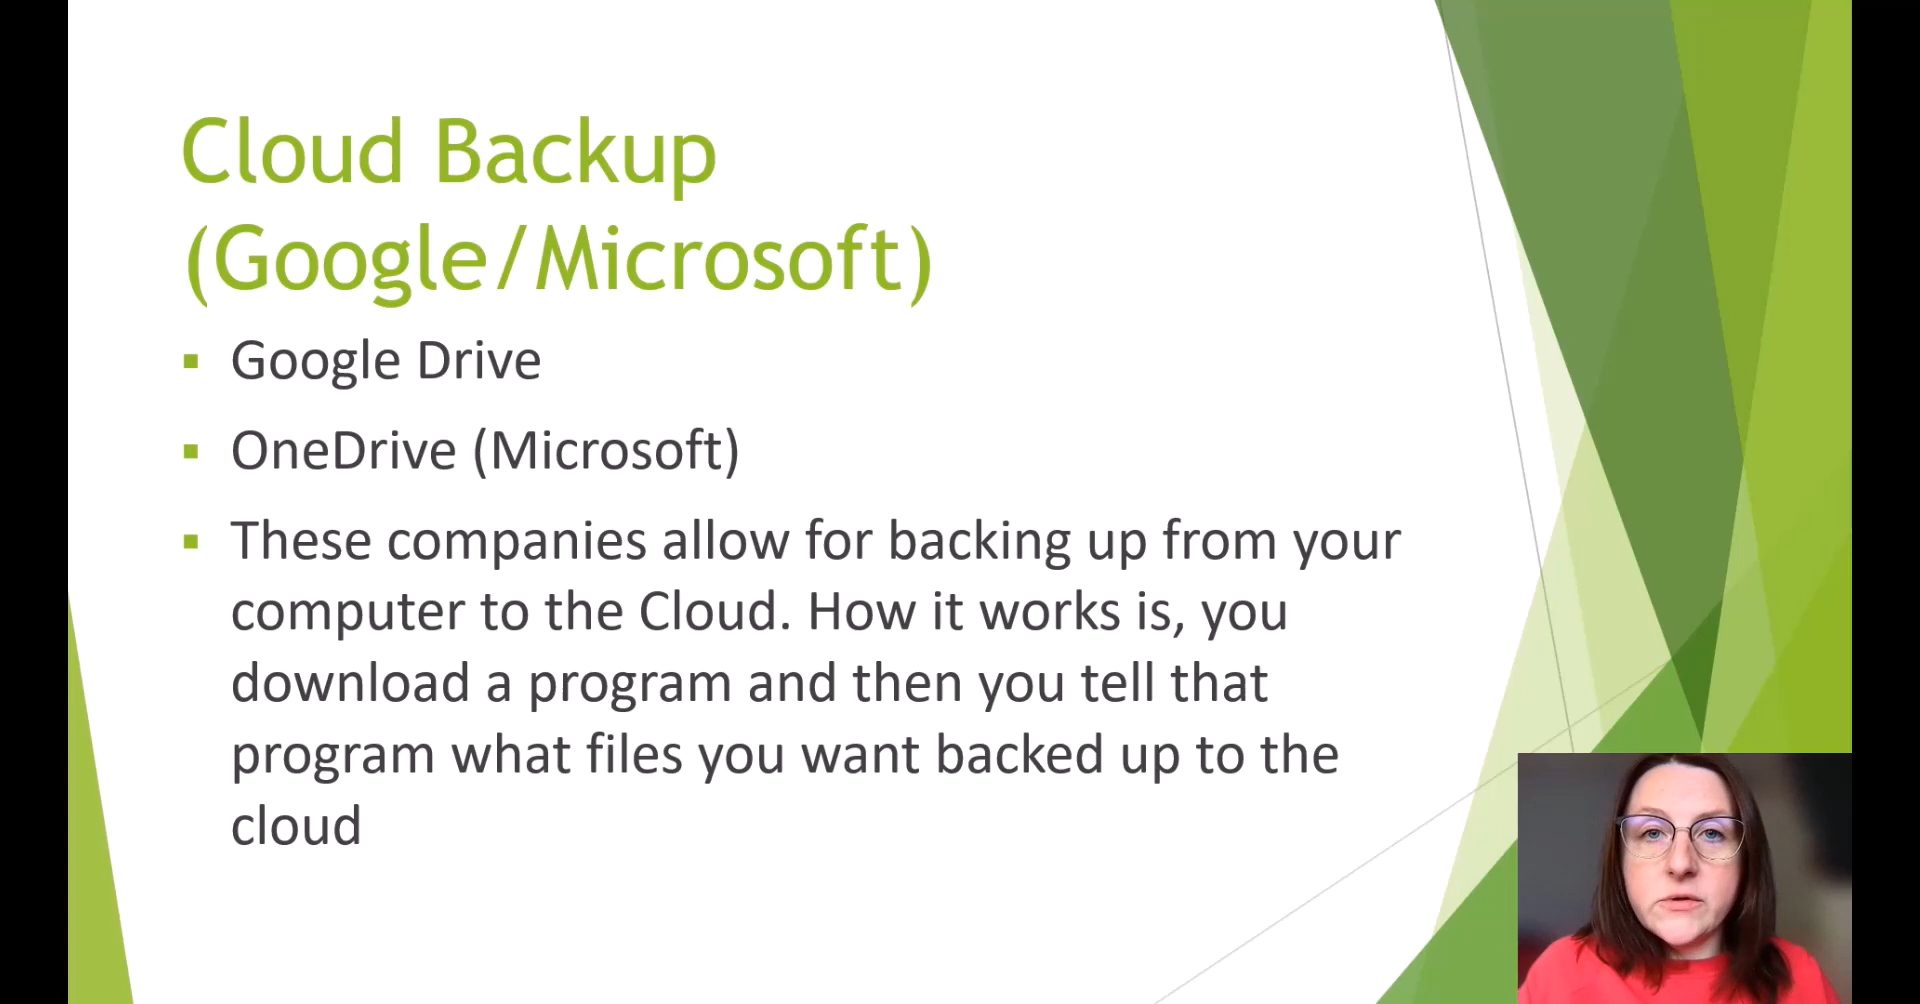 Cloud Backup
(Google/Microsoft)
Google Drive
OneDrive (Microsoft)
These companies allow for backing up from your
computer to the Cloud. How it works is, you
download a program and then you tell that
program what files you want backed up to the
cloud